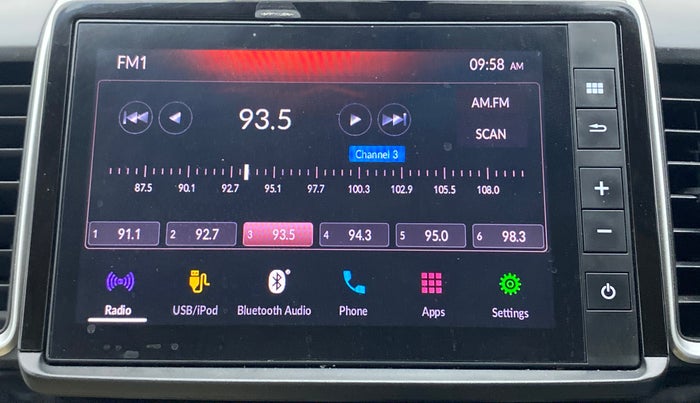 FM1
09:58 AM
93.5
AM.FM
SCAN
Channel 3
87.5 90.1 92.7 95.1 97.7 100.3 102.9 105.5 108.0
1 91.1 2 92.7 3 93.5 4 94.3 5 95.0 6 98.3
Radio USB/iPod Bluetooth Audio Phone Apps Settings